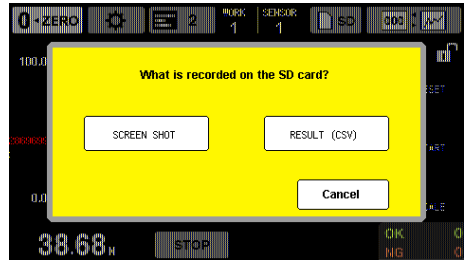 0-ZERO 2 WORK 1 SENSOR 1 SD
100.0
What is recorded on the SD card?
SCREEN SHOT RESULT (CSV)
0.0
Cancel
38.68N STOP
OK 0
NG 0